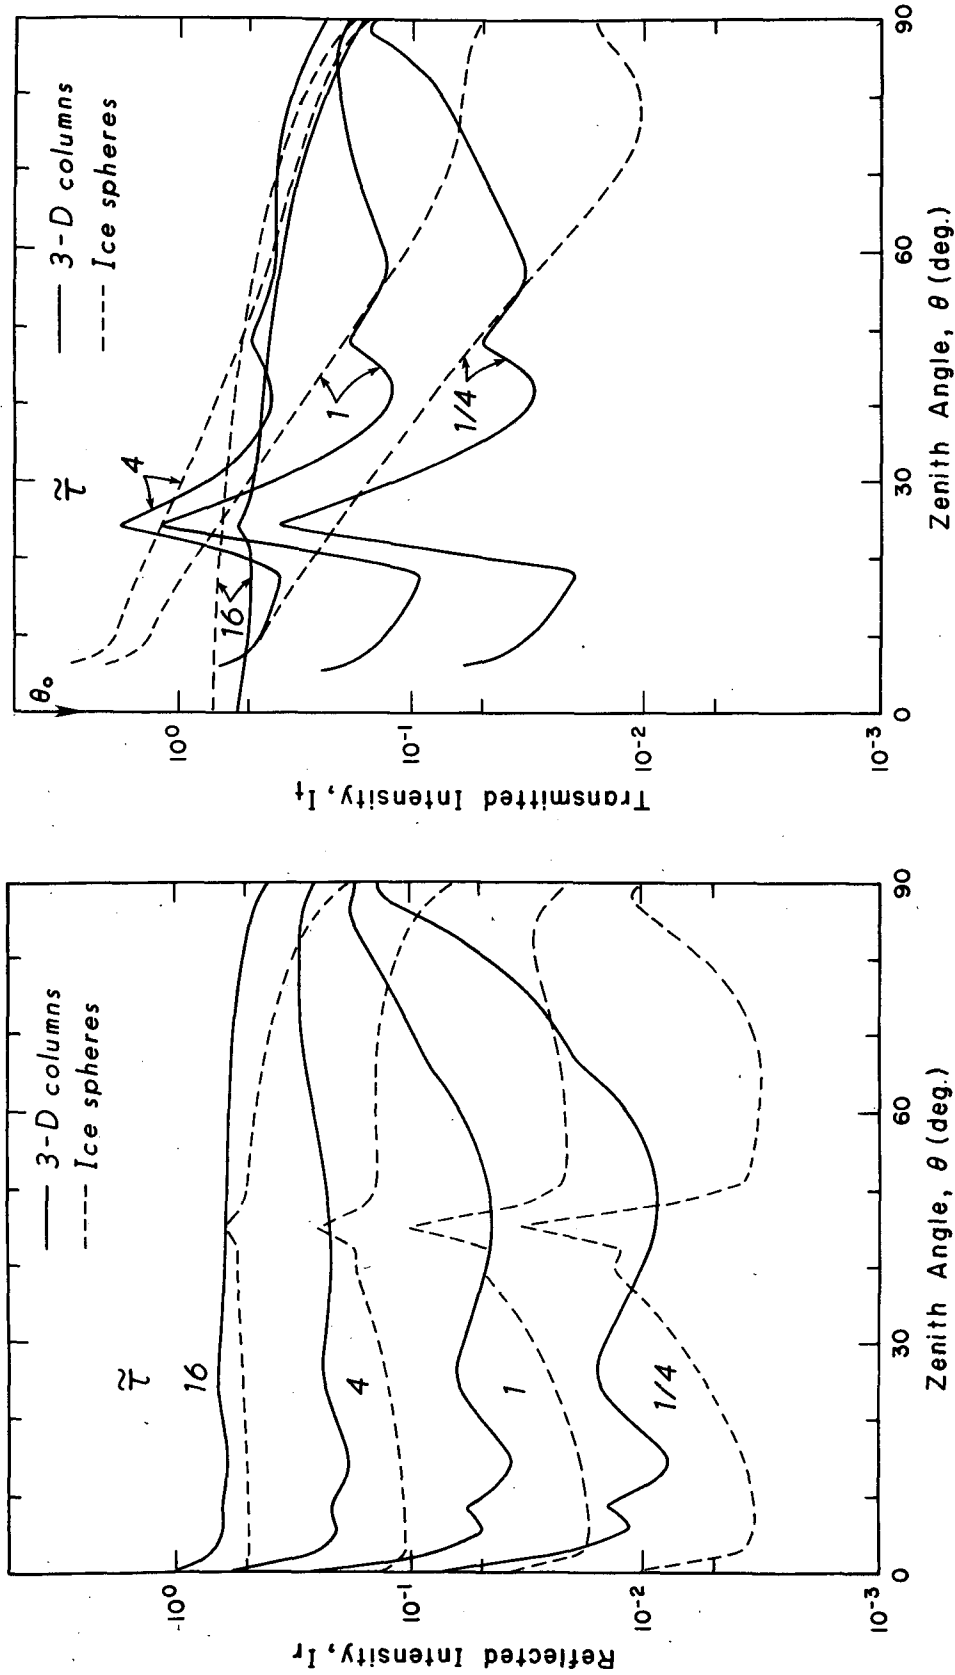 3-D columns
Ice spheres
τ̃
16
4
1
1/4
10⁰
10⁻¹
10⁻²
10⁻³
Reflected Intensity, Iᵣ
0
30
60
90
Zenith Angle, θ (deg.)
θ₀
3-D columns
Ice spheres
τ̃
4
16
1
1/4
10⁰
10⁻¹
10⁻²
10⁻³
Transmitted Intensity, Iₜ
0
30
60
90
Zenith Angle, θ (deg.)